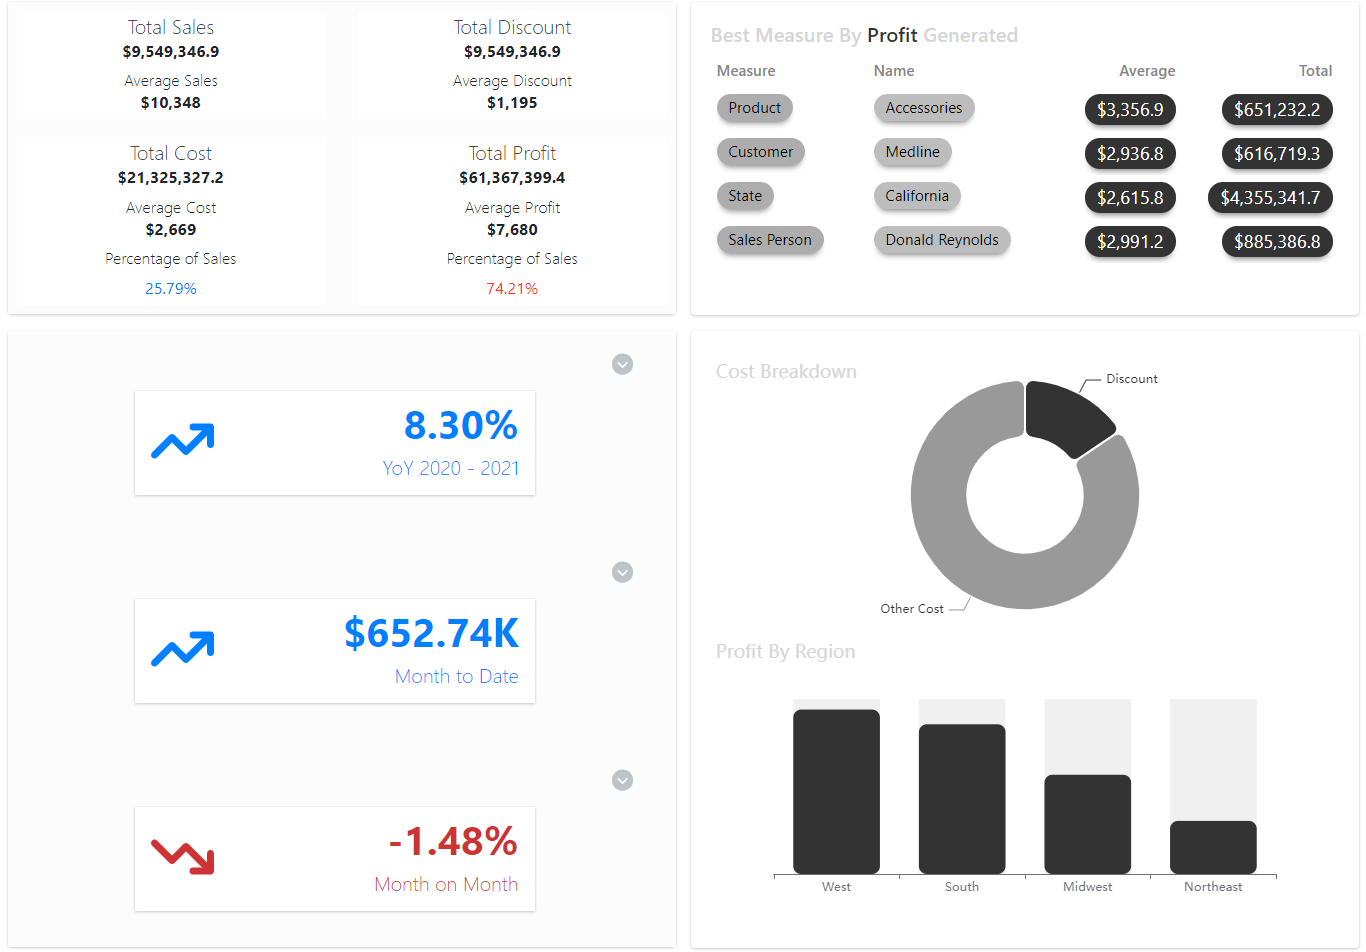 Total Sales
$9,549,346.9
Average Sales
$10,348
Total Discount
$9,549,346.9
Average Discount
$1,195
Total Cost
$21,325,327.2
Average Cost
$2,669
Percentage of Sales
25.79%
Total Profit
$61,367,399.4
Average Profit
$7,680
Percentage of Sales
74.21%
Best Measure By Profit Generated
Measure Name Average Total
Product Accessories $3,356.9 $651,232.2
Customer Medline $2,936.8 $616,719.3
State California $2,615.8 $4,355,341.7
Sales Person Donald Reynolds $2,991.2 $885,386.8
8.30%
YoY 2020 - 2021
$652.74K
Month to Date
-1.48%
Month on Month
Cost Breakdown
Discount
Other Cost
Profit By Region
West South Midwest Northeast